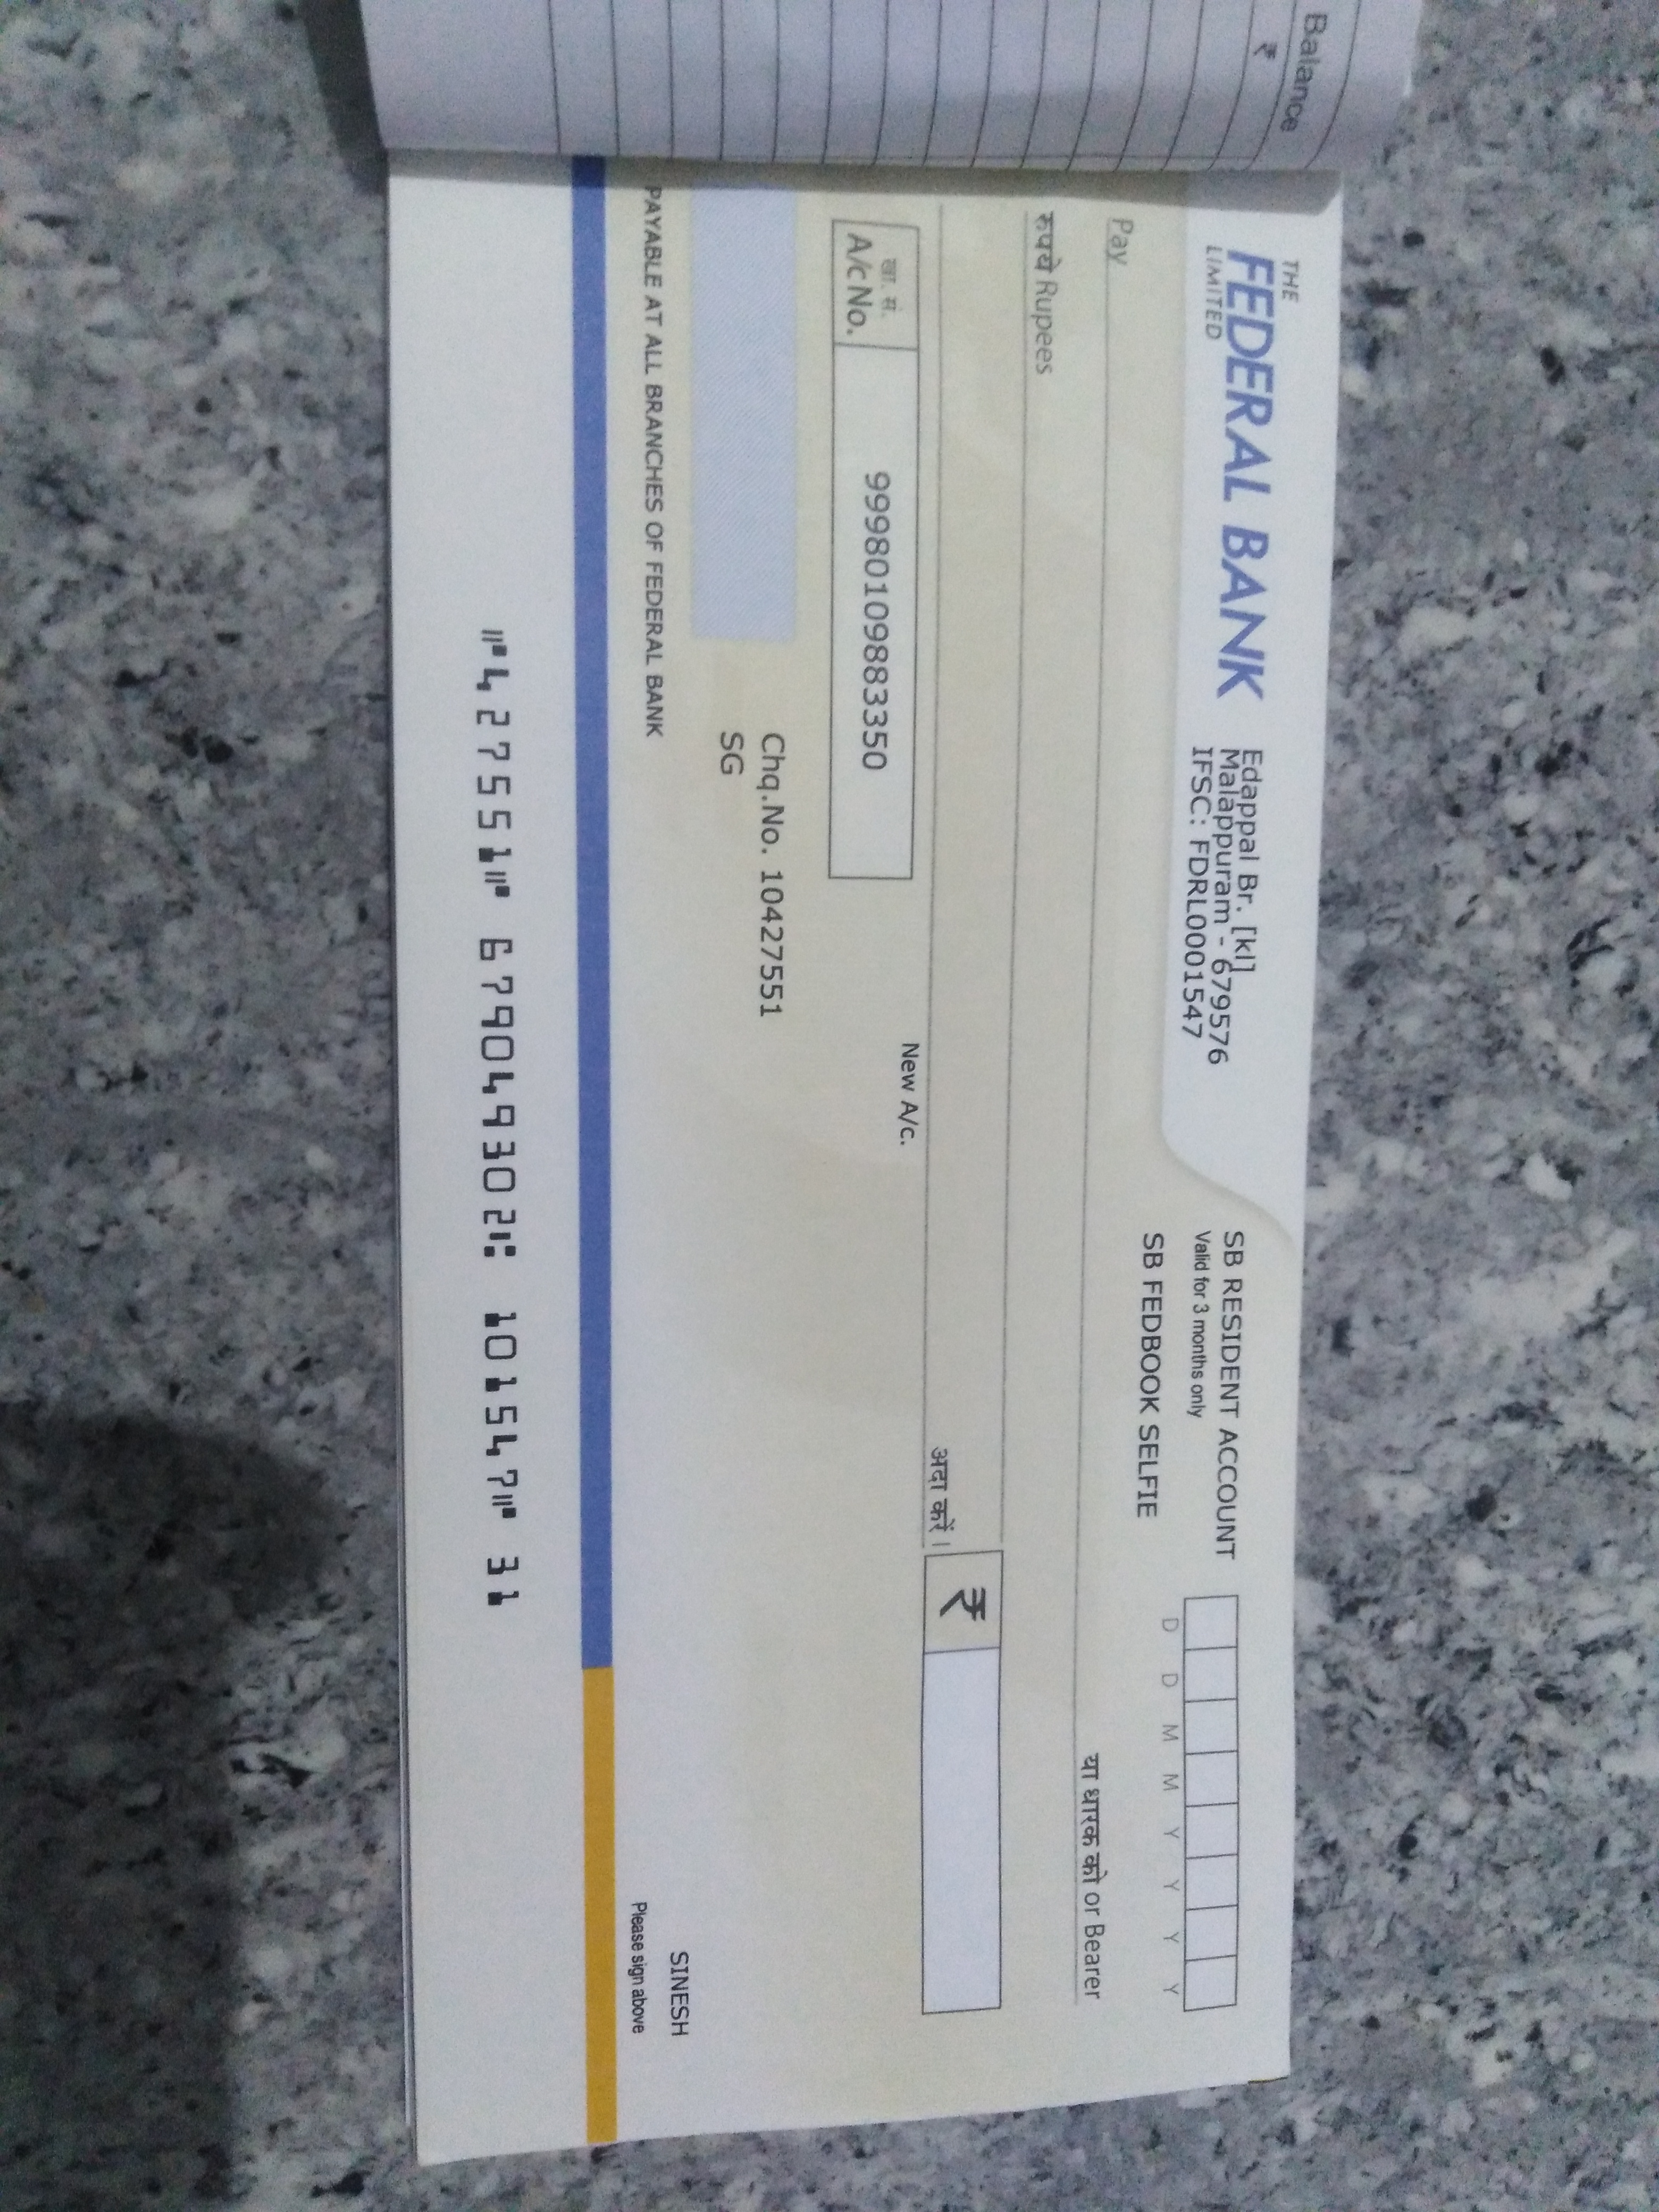 Balance
₹
THE
FEDERAL BANK
LIMITED
Edappal Br. [kl]
Malappuram - 679576
IFSC: FDRL0001547
SB RESIDENT ACCOUNT
Valid for 3 months only
SB FEDBOOK SELFIE
D D M M Y Y Y Y
Pay
या धारक को or Bearer
रुपये Rupees
अदा करें।
₹
खा. सं.
A/c No.
99980109883350
New A/c.
Chq.No. 10427551
SG
SINESH
PAYABLE AT ALL BRANCHES OF FEDERAL BANK
Please sign above
⑈427551⑈ 679049302⑆ 101547⑈ 31